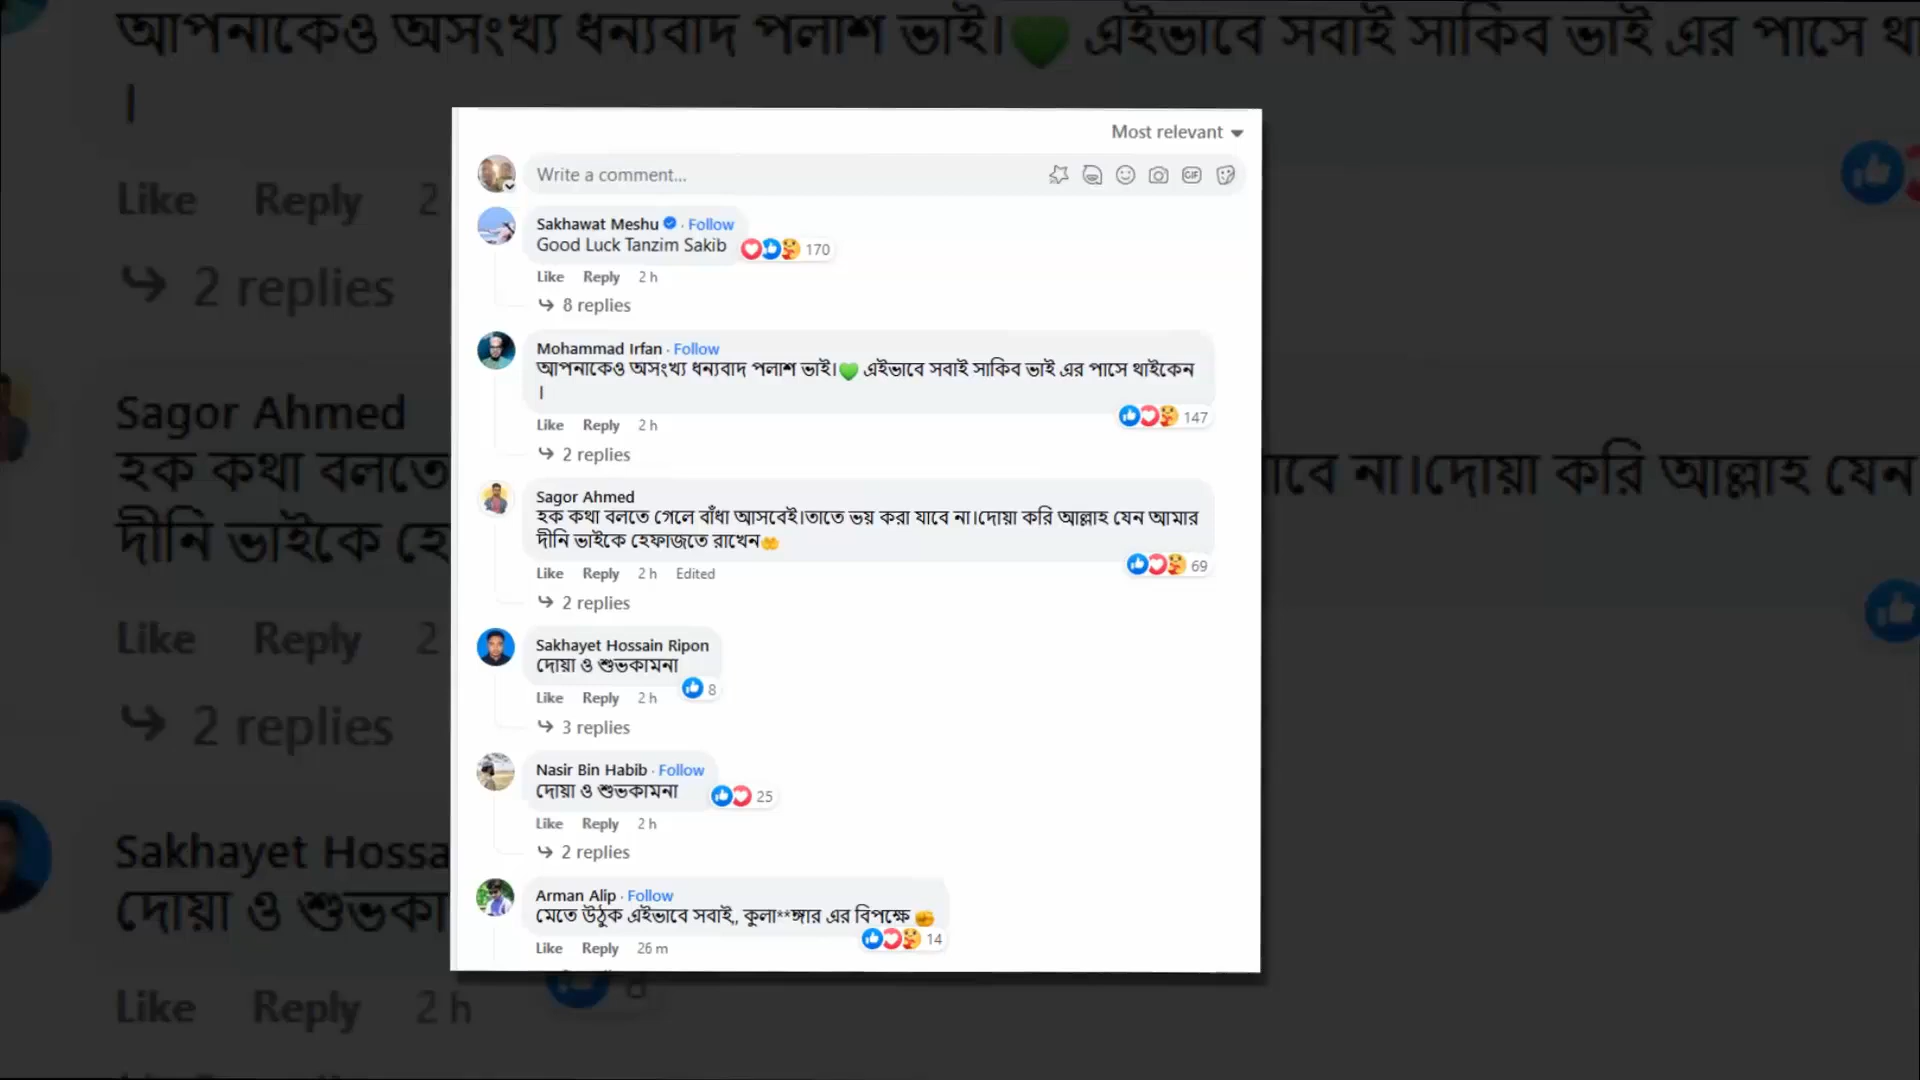 আপনাকেও অসংখ্য ধন্যবাদ পলাশ ভাই।💚 এইভাবে সবাই সাকিব ভাই এর পাসে
।
Like Reply 2
2 replies
Sagor Ahmed
হক কথা বলতে
যাবে না।দোয়া করি আল্লাহ যেন
দীনি ভাইকে
Like Reply 2
2 replies
Sakhayet
দোয়া ও
Like Reply 2 h
Most relevant
Write a comment...
GIF
Sakhawat Meshu · Follow
Good Luck Tanzim Sakib 170
Like Reply 2 h
8 replies
Mohammad Irfan · Follow
আপনাকেও অসংখ্য ধন্যবাদ পলাশ ভাই।💚 এইভাবে সবাই সাকিব ভাই এর পাসে থাইকেন
।
147
Like Reply 2 h
2 replies
Sagor Ahmed
হক কথা বলতে গেলে বাঁধা আসবেই।তাতে ভয় করা যাবে না।দোয়া করি আল্লাহ যেন আমার
দীনি ভাইকে হেফাজতে রাখেন🤲
69
Like Reply 2 h Edited
2 replies
Sakhayet Hossain Ripon
দোয়া ও শুভকামনা
8
Like Reply 2 h
3 replies
Nasir Bin Habib · Follow
দোয়া ও শুভকামনা 25
Like Reply 2 h
2 replies
Arman Alip · Follow
মেতে উঠুক এইভাবে সবাই,, কুলা**ঙ্গার এর বিপক্ষে ✊
14
Like Reply 26 m